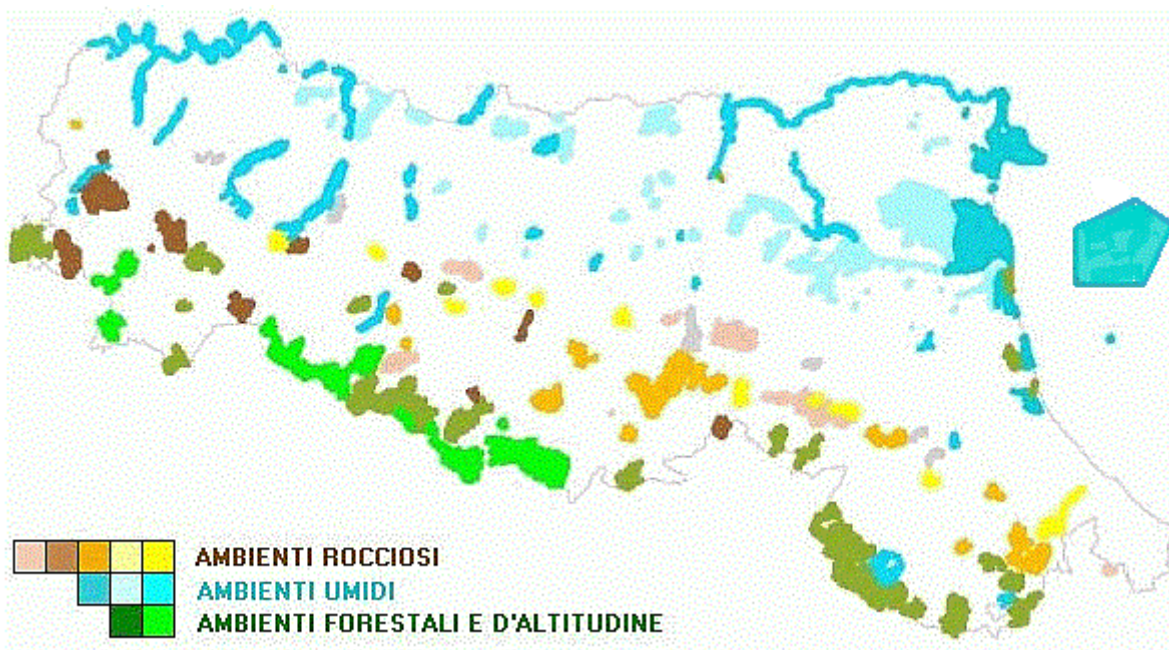 AMBIENTI ROCCIOSI
AMBIENTI UMIDI
AMBIENTI FORESTALI E D'ALTITUDINE